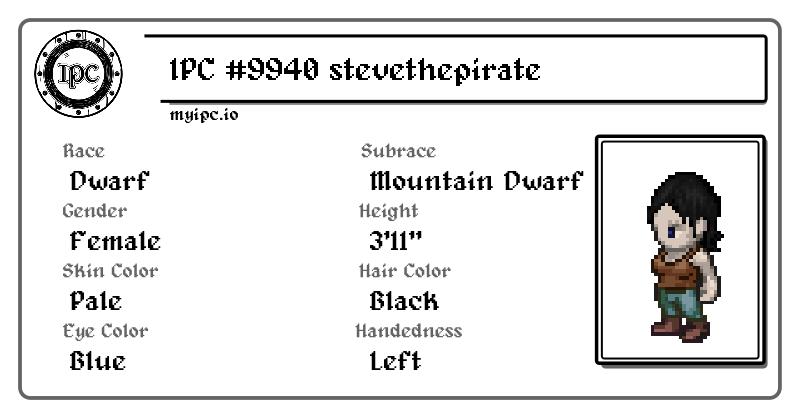 IPC
IPC #9940 stevethepirate
myipc.io
Race
Dwarf
Subrace
Mountain Dwarf
Gender
Female
Height
3'11"
Skin Color
Pale
Hair Color
Black
Eye Color
Blue
Handedness
Left